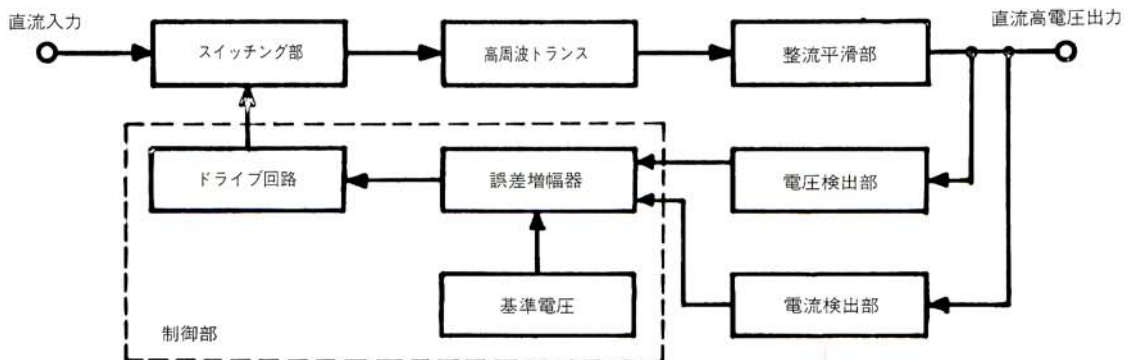 直流入力
直流高電圧出力
スイッチング部
高周波トランス
整流平滑部
ドライブ回路
誤差増幅器
電圧検出部
基準電圧
電流検出部
制御部